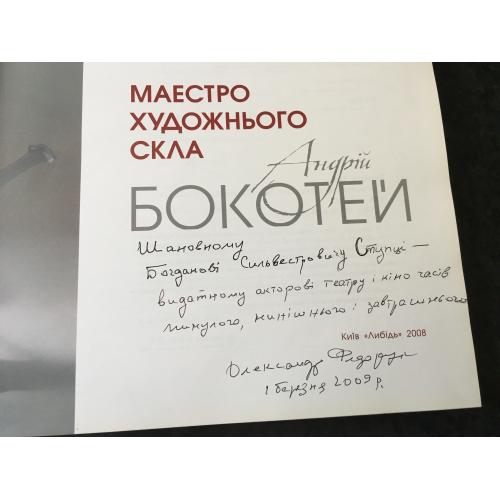 МАЕСТРО
ХУДОЖНЬОГО
СКЛА
Андрій
БОКОТЕЙ
Шановному
Богданові Сильвестровичу Ступці —
видатному акторові театру і кіно часів
минулого, нинішнього і завтрашнього
Київ «Либідь» 2008
Олександр Федорук
1 березня 2009 р.